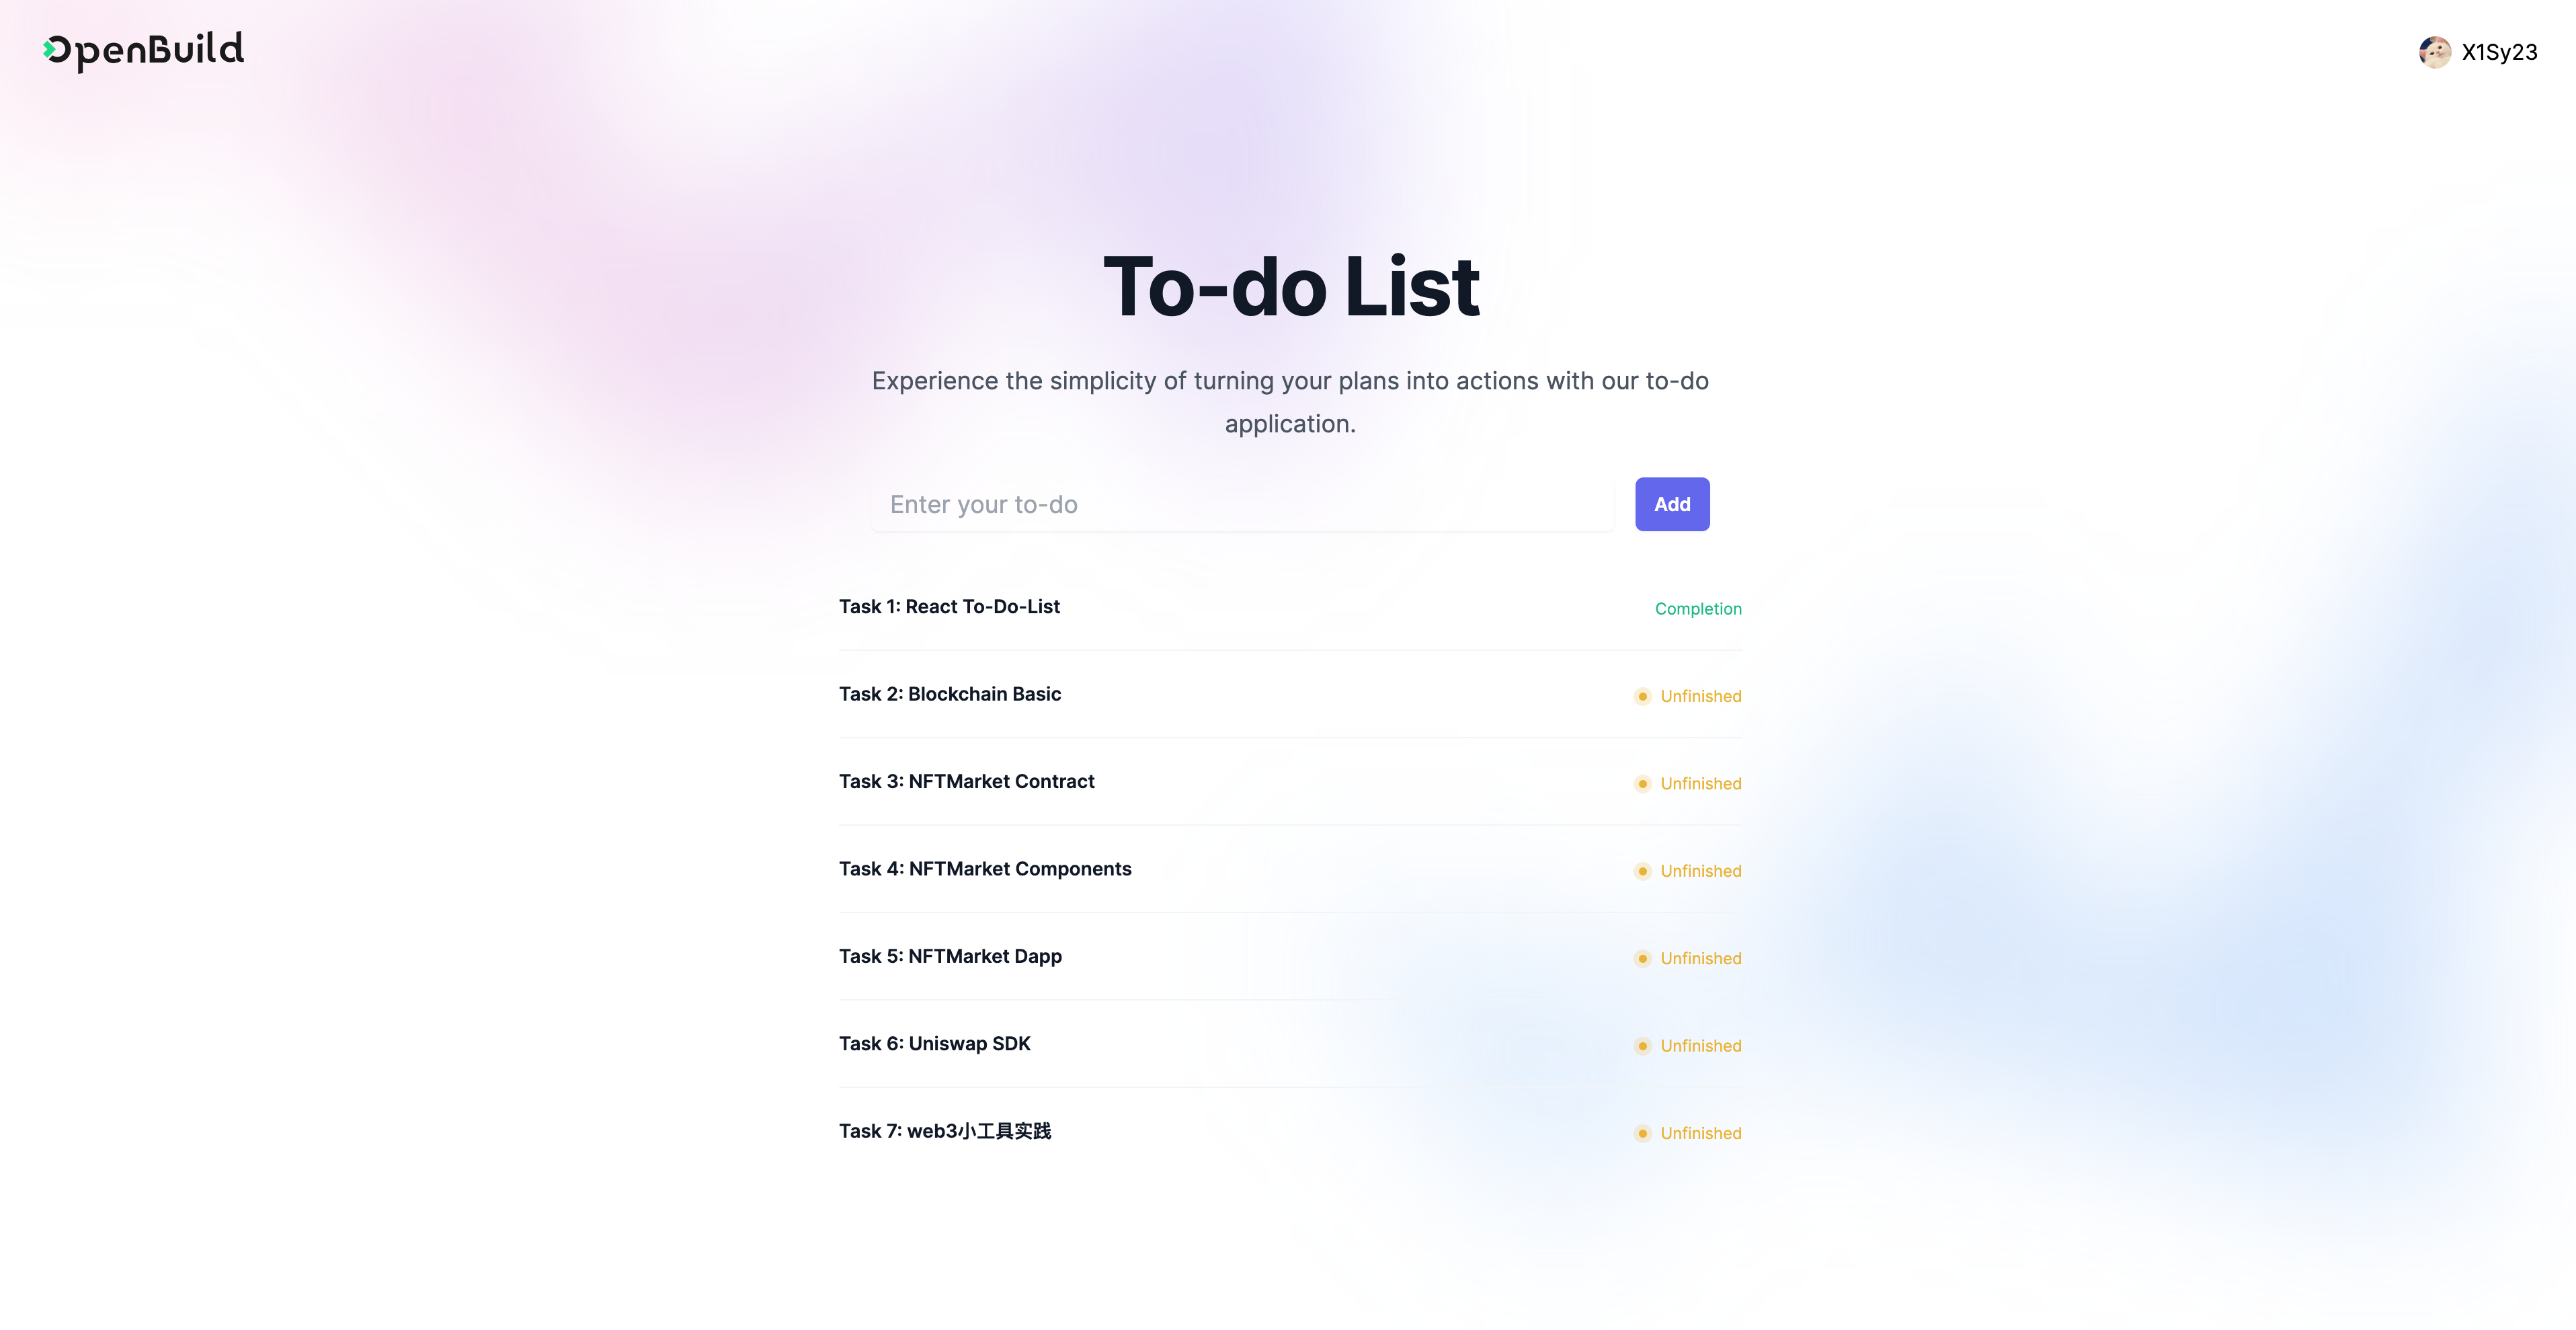 OpenBuild
X1Sy23
To-do List
Experience the simplicity of turning your plans into actions with our to-do
application.
Enter your to-do
Add
Task 1: React To-Do-List
Completion
Task 2: Blockchain Basic
Unfinished
Task 3: NFTMarket Contract
Unfinished
Task 4: NFTMarket Components
Unfinished
Task 5: NFTMarket Dapp
Unfinished
Task 6: Uniswap SDK
Unfinished
Task 7: web3小工具实践
Unfinished